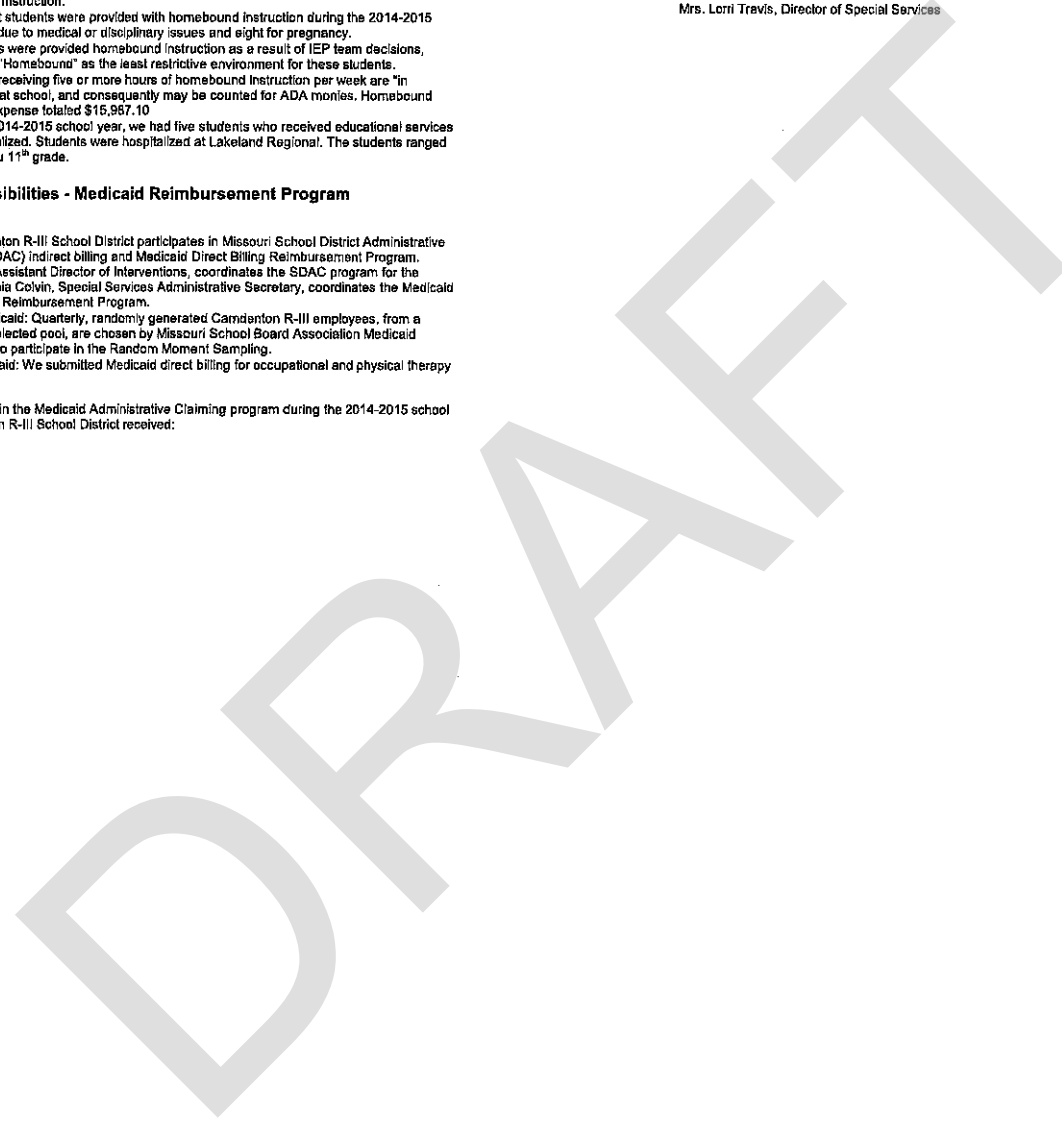 instruction.
t students were provided with homebound instruction during the 2014-2015
due to medical or disciplinary issues and eight for pregnancy.
s were provided homebound instruction as a result of IEP team decisions,
"Homebound" as the least restrictive environment for these students.
receiving five or more hours of homebound instruction per week are "in
at school, and consequently may be counted for ADA monies. Homebound
xpense totaled $15,987.10
014-2015 school year, we had five students who received educational services
alized. Students were hospitalized at Lakeland Regional. The students ranged
u 11th grade.
sibilities - Medicaid Reimbursement Program
nton R-III School District participates in Missouri School District Administrative
DAC) indirect billing and Medicaid Direct Billing Reimbursement Program.
Assistant Director of Interventions, coordinates the SDAC program for the
nia Colvin, Special Services Administrative Secretary, coordinates the Medicaid
Reimbursement Program.
icaid: Quarterly, randomly generated Camdenton R-III employees, from a
elected pool, are chosen by Missouri School Board Association Medicaid
o participate in the Random Moment Sampling.
aid: We submitted Medicaid direct billing for occupational and physical therapy
in the Medicaid Administrative Claiming program during the 2014-2015 school
n R-III School District received:
Mrs. Lorri Travis, Director of Special Services
DRAFT